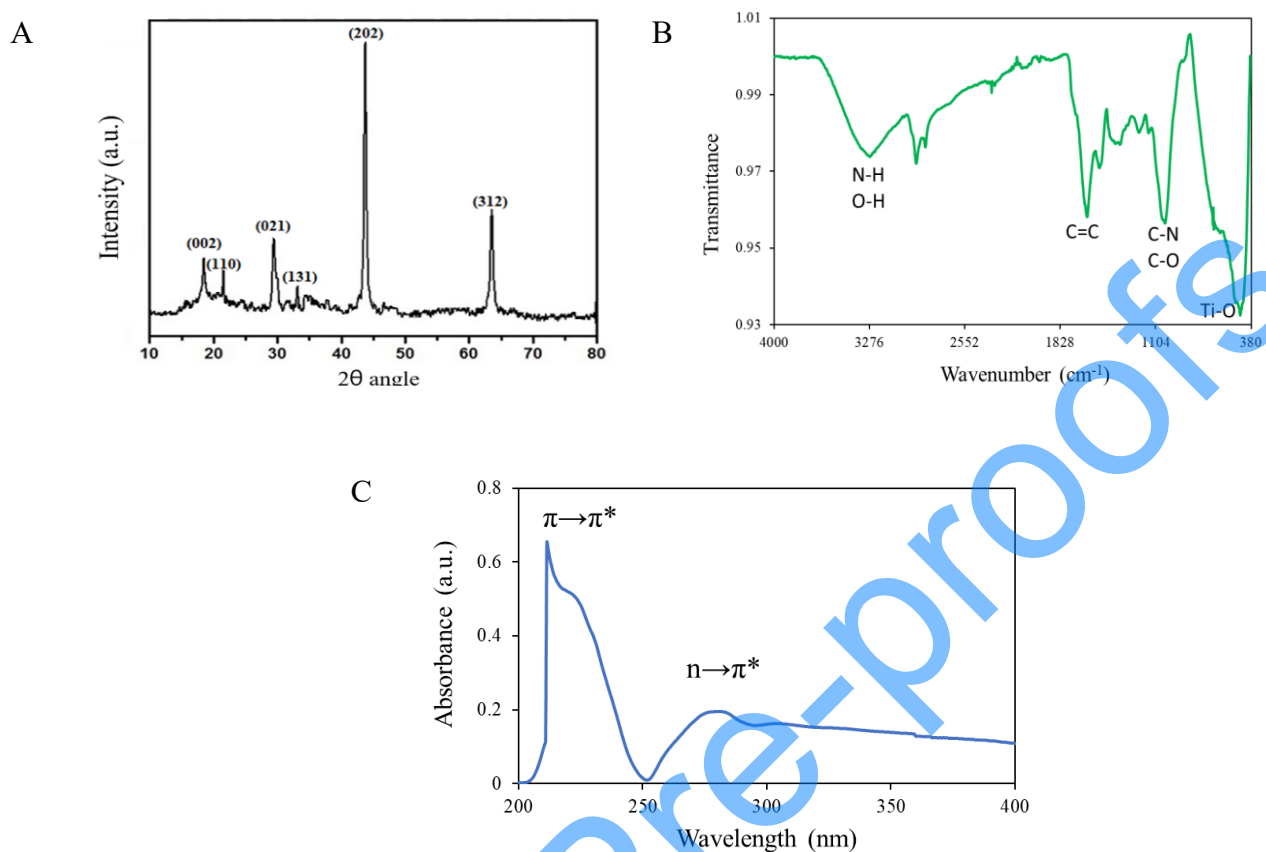 A
(202)
(312)
(021)
(002)
(110)
(131)
Intensity (a.u.)
10 20 30 40 50 60 70 80
2θ angle
B
1.01
0.99
0.97
0.95
0.93
Transmittance
N-H
O-H
C=C
C-N
C-O
Ti-O
4000 3276 2552 1828 1104 380
Wavenumber (cm⁻¹)
C
0.8
0.6
0.4
0.2
0
Absorbance (a.u.)
π→π*
n→π*
200 250 300 350 400
Wavelength (nm)
pre-proofs